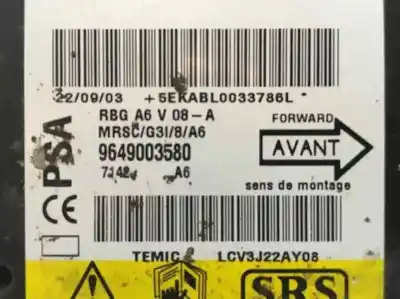 22/09/03 +5EKABL0033786L
RBG A6 V 08-A
MRSC/G3I/8/A6
9649003580
7142 A6
PSA
CE
FORWARD
AVANT
sens de montage
TEMIC LCV3J22AY08
SRS